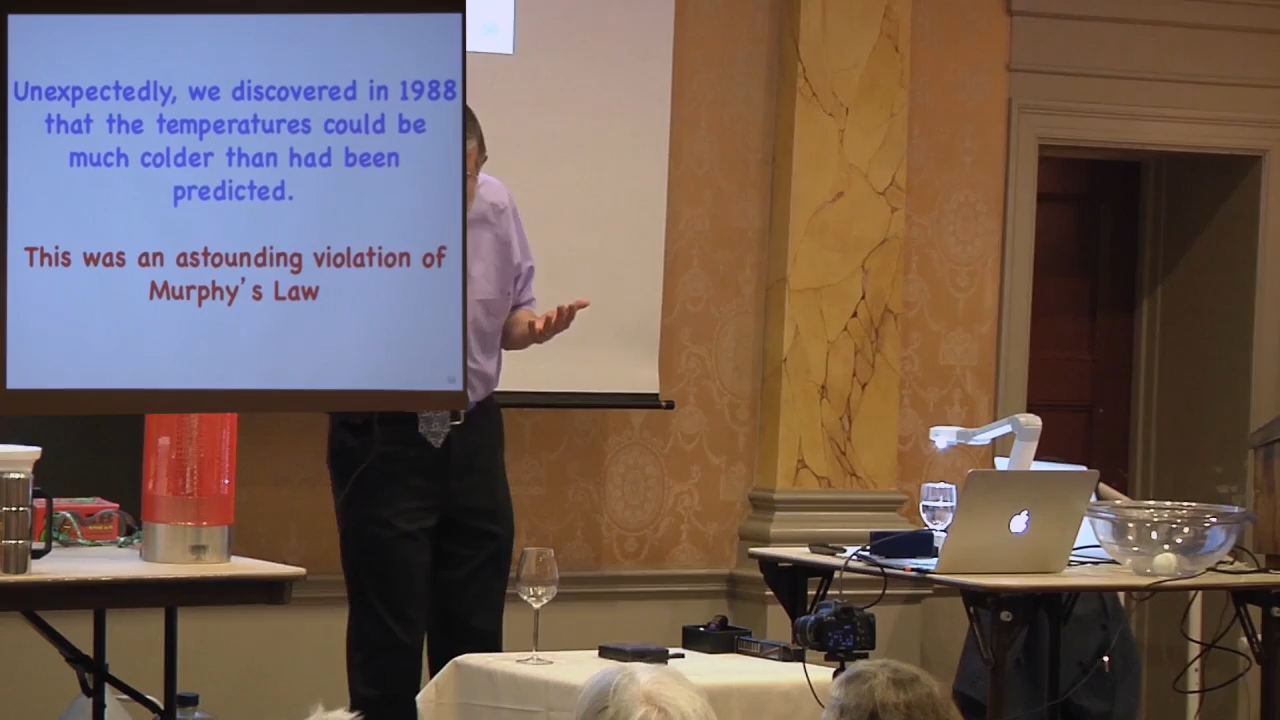 Unexpectedly, we discovered in 1988
that the temperatures could be
much colder than had been
predicted.
This was an astounding violation of
Murphy's Law